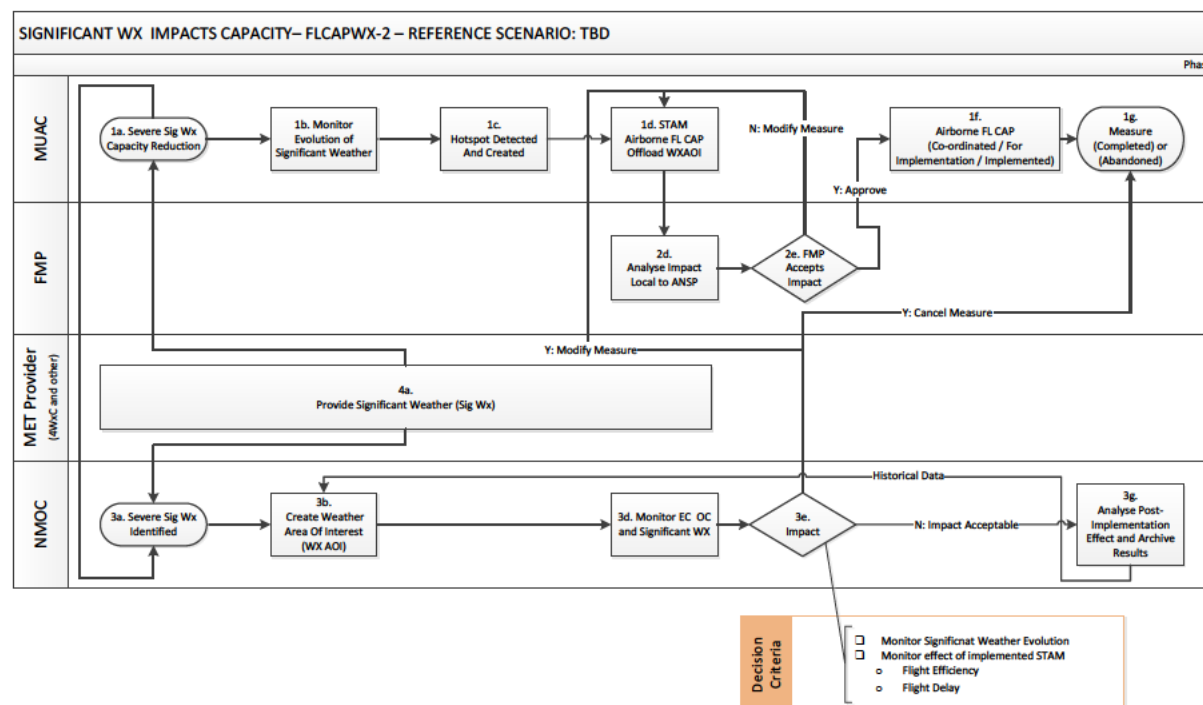 SIGNIFICANT WX IMPACTS CAPACITY– FLCAPWX-2 – REFERENCE SCENARIO: TBD
Phas
MUAC
1a. Severe Sig Wx
Capacity Reduction
1b. Monitor
Evolution of
Significant Weather
1c.
Hotspot Detected
And Created
1d. STAM
Airborne FL CAP
Offload WXAOI
N: Modify Measure
1f.
Airborne FL CAP
(Co-ordinated / For
Implementation / Implemented)
1g.
Measure
(Completed) or
(Abandoned)
Y: Approve
FMP
2d.
Analyse Impact
Local to ANSP
2e. FMP
Accepts
Impact
Y: Cancel Measure
MET Provider
(4WxC and other)
Y: Modify Measure
4a.
Provide Significant Weather (Sig Wx)
NMOC
Historical Data
3a. Severe Sig Wx
Identified
3b.
Create Weather
Area Of Interest
(WX AOI)
3d. Monitor EC OC
and Significant WX
3e.
Impact
N: Impact Acceptable
3g.
Analyse Post-
Implementation
Effect and Archive
Results
Decision
Criteria
Monitor Significnat Weather Evolution
Monitor effect of implemented STAM
Flight Efficiency
Flight Delay